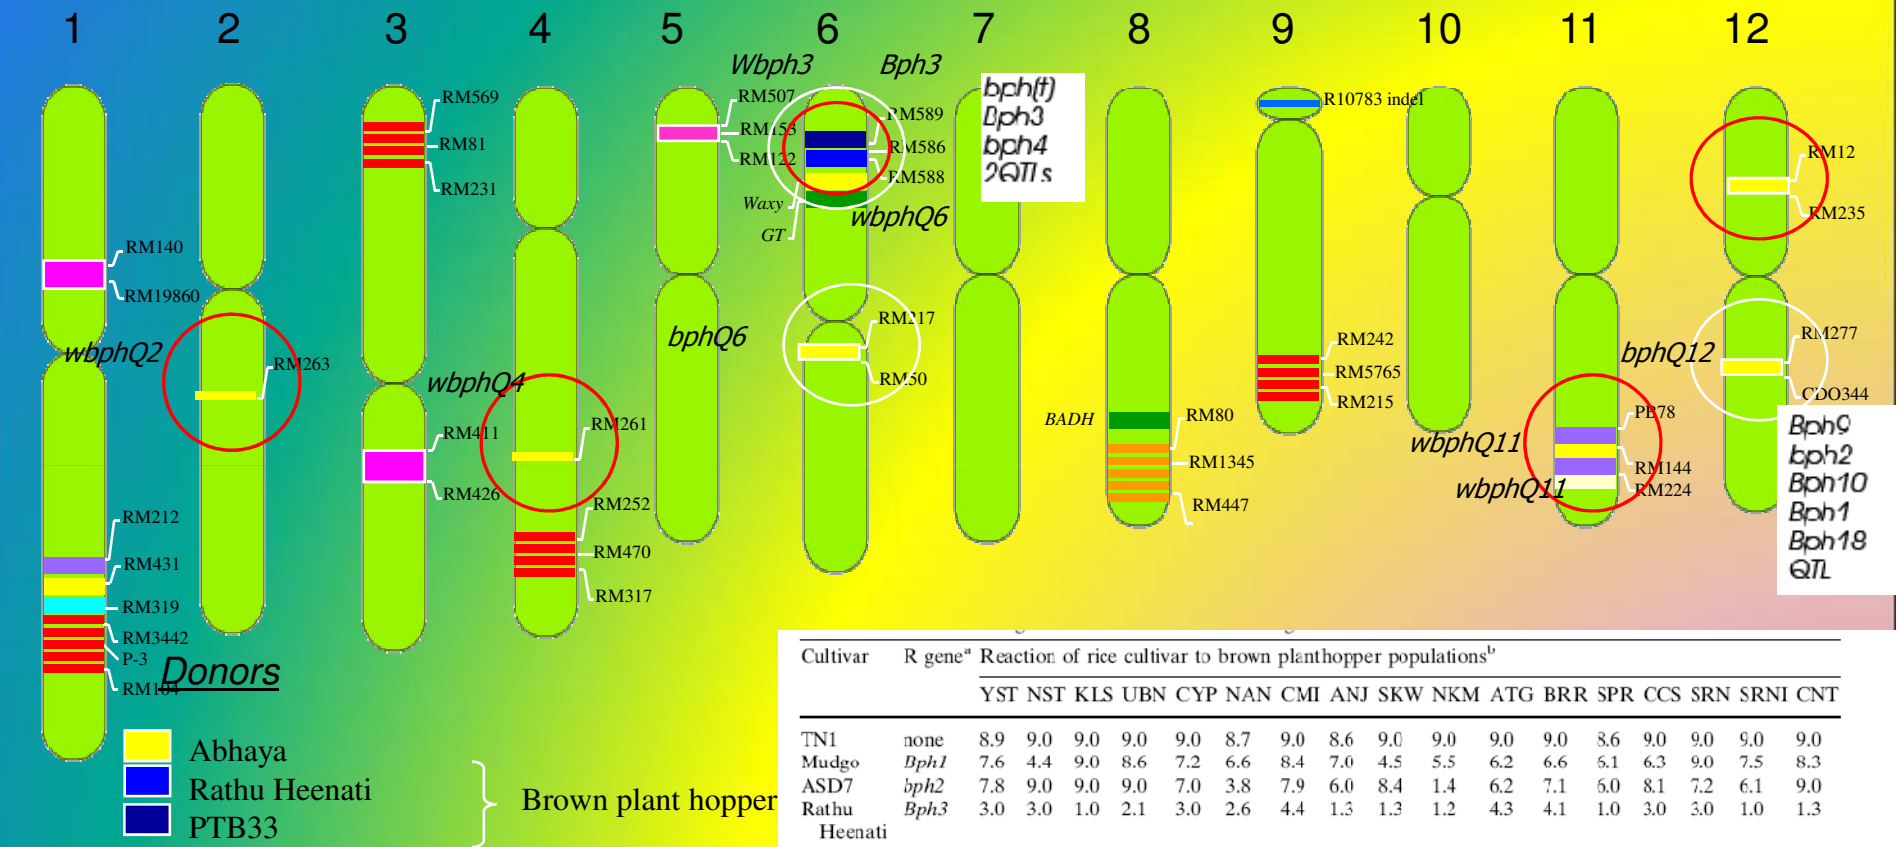 1 2 3 4 5 6 7 8 9 10 11 12
Wbph3 Bph3
RM569
RM81
RM231
RM507
RM153
RM122
RM589
RM586
RM588
Waxy
GT
wbphQ6
bph(t)
Bph3
bph4
2QTLs
R10783 indel
RM12
RM235
RM140
RM19860
wbphQ2
RM263
wbphQ4
RM261
RM411
RM426
bphQ6
RM217
RM50
RM242
RM5765
RM215
bphQ12
RM277
CDO344
BADH
RM80
RM1345
RM447
wbphQ11
wbphQ11
PB78
RM144
RM224
Bph9
bph2
Bph10
Bph1
Bph18
QTL
RM252
RM470
RM317
RM212
RM431
RM319
RM3442
P-3
RM104
Donors
Abhaya
Rathu Heenati
PTB33
Brown plant hopper
Cultivar R geneᵃ Reaction of rice cultivar to brown planthopper populationsᵇ
YST NST KLS UBN CYP NAN CMI ANJ SKW NKM ATG BRR SPR CCS SRN SRNI CNT
TN1 none 8.9 9.0 9.0 9.0 9.0 8.7 9.0 8.6 9.0 9.0 9.0 9.0 8.6 9.0 9.0 9.0 9.0
Mudgo Bph1 7.6 4.4 9.0 8.6 7.2 6.6 8.4 7.0 4.5 5.5 6.2 6.6 6.1 6.3 9.0 7.5 8.3
ASD7 bph2 7.8 9.0 9.0 9.0 7.0 3.8 7.9 6.0 8.4 1.4 6.2 7.1 6.0 8.1 7.2 6.1 9.0
Rathu Bph3 3.0 3.0 1.0 2.1 3.0 2.6 4.4 1.3 1.3 1.2 4.3 4.1 1.0 3.0 3.0 1.0 1.3
Heenati